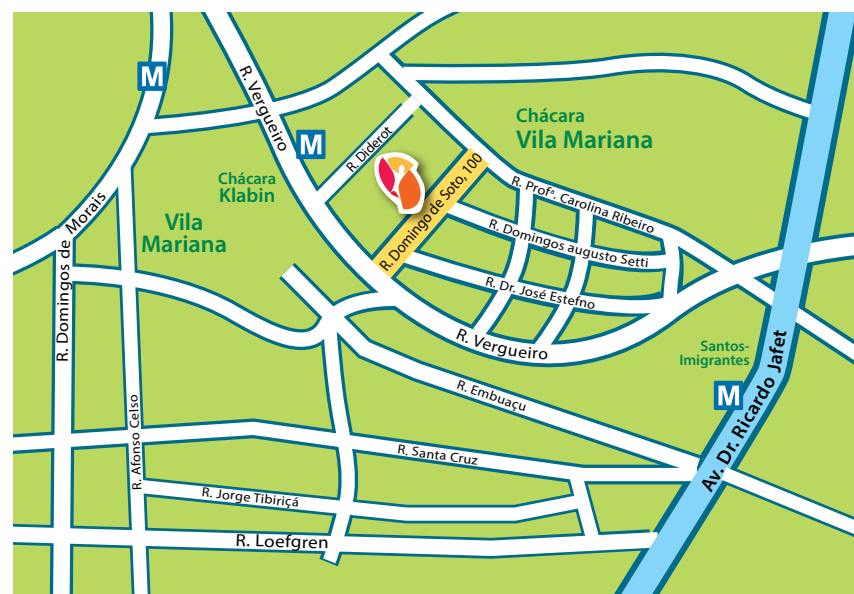 M
R. Vergueiro
M
R. Diderot
Chácara
Vila Mariana
Chácara
Klabin
R. Domingo de Soto, 100
R. Profª. Carolina Ribeiro
Vila
Mariana
R. Domingos de Morais
R. Domingos augusto Setti
R. Dr. José Estefno
R. Vergueiro
Santos-
Imigrantes
M
Av. Dr. Ricardo Jafet
R. Embuaçu
R. Afonso Celso
R. Santa Cruz
R. Jorge Tibiriçá
R. Loefgren